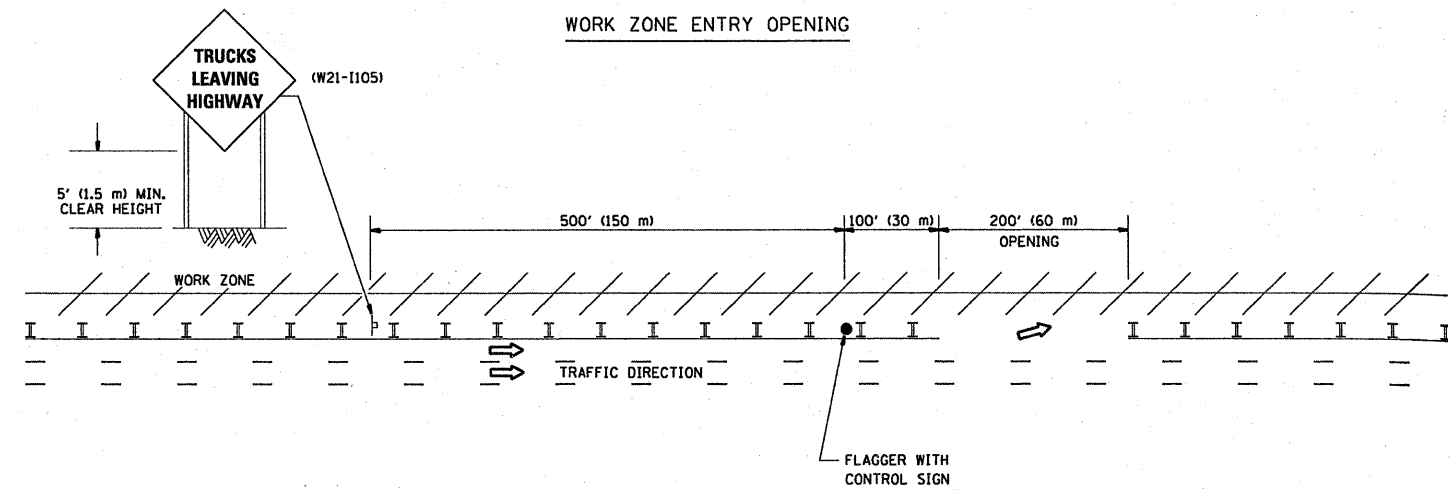 WORK ZONE ENTRY OPENING
TRUCKS
LEAVING
HIGHWAY
(W21-I105)
5' (1.5 m) MIN.
CLEAR HEIGHT
500' (150 m)
100' (30 m)
200' (60 m)
OPENING
WORK ZONE
TRAFFIC DIRECTION
FLAGGER WITH
CONTROL SIGN